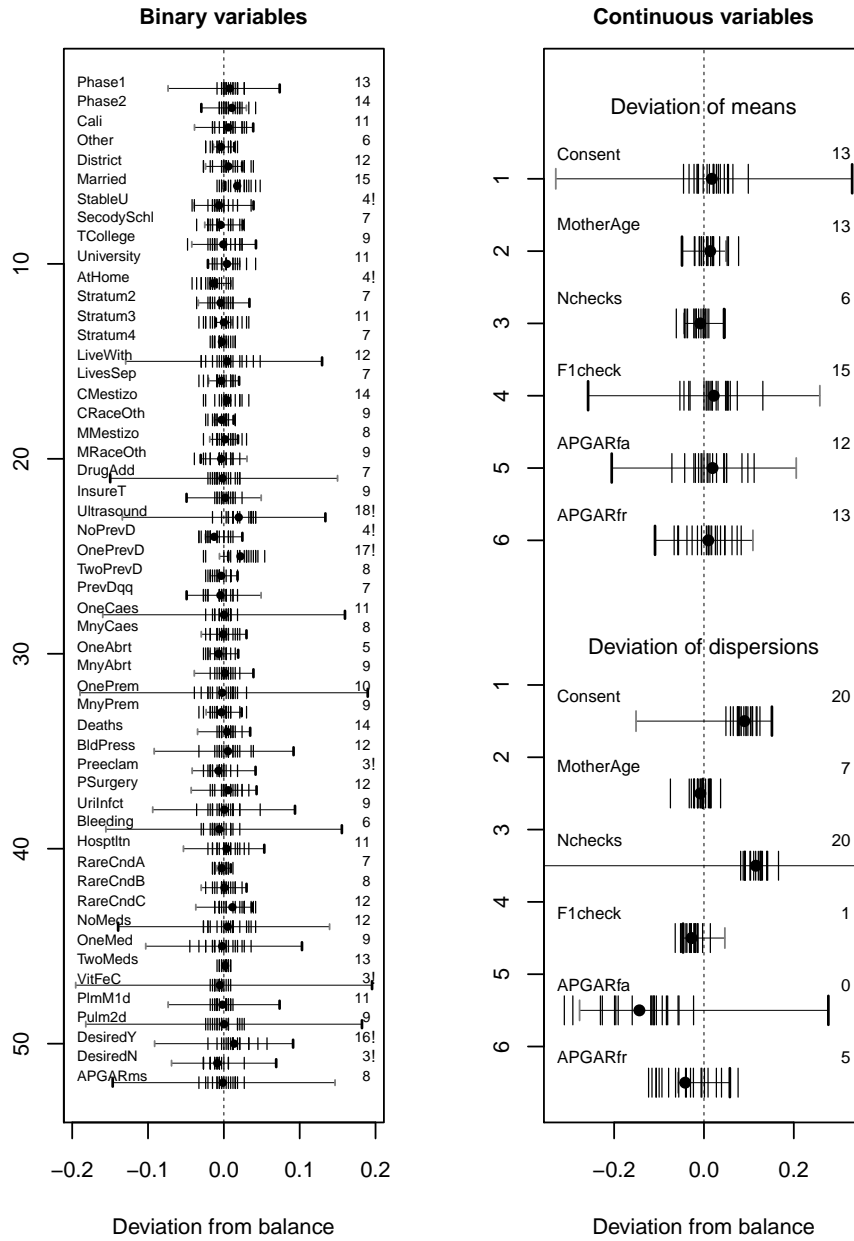 Binary variables
Phase1 13
Phase2 14
Cali 11
Other 6
District 12
Married 15
StableU 4!
SecodySchl 7
TCollege 9
University 11
AtHome 4!
Stratum2 7
Stratum3 11
Stratum4 7
LiveWith 12
LivesSep 7
CMestizo 14
CRaceOth 9
MMestizo 8
MRaceOth 9
DrugAdd 7
InsureT 9
Ultrasound 18!
NoPrevD 4!
OnePrevD 17!
TwoPrevD 8
PrevDqq 7
OneCaes 11
MnyCaes 8
OneAbrt 5
MnyAbrt 9
OnePrem 10
MnyPrem 9
Deaths 14
BldPress 12
Preeclam 3!
PSurgery 12
UriInfct 9
Bleeding 6
Hosptltn 11
RareCndA 7
RareCndB 8
RareCndC 12
NoMeds 12
OneMed 9
TwoMeds 13
VitFeC 3!
PlmM1d 11
Pulm2d 9
DesiredY 16!
DesiredN 3!
APGARms 8
10
20
30
40
50
−0.2 −0.1 0.0 0.1 0.2
Deviation from balance
Continuous variables
Deviation of means
Consent 13
1
MotherAge 13
2
Nchecks 6
3
F1check 15
4
APGARfa 12
5
APGARfr 13
6
Deviation of dispersions
1
Consent 20
2
MotherAge 7
3
Nchecks 20
4
F1check 1
5
APGARfa 0
6
APGARfr 5
−0.2 0.0 0.2
Deviation from balance